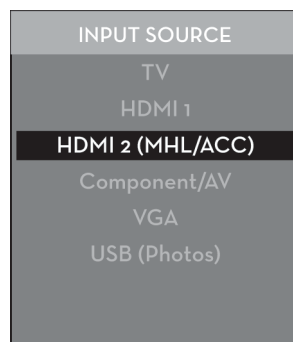 INPUT SOURCE
TV
HDMI 1
HDMI 2 (MHL/ACC)
Component/AV
VGA
USB (Photos)